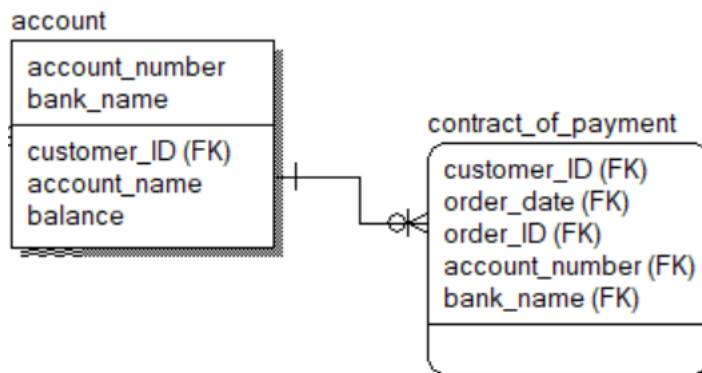 account
account_number
bank_name
customer_ID (FK)
account_name
balance
contract_of_payment
customer_ID (FK)
order_date (FK)
order_ID (FK)
account_number (FK)
bank_name (FK)